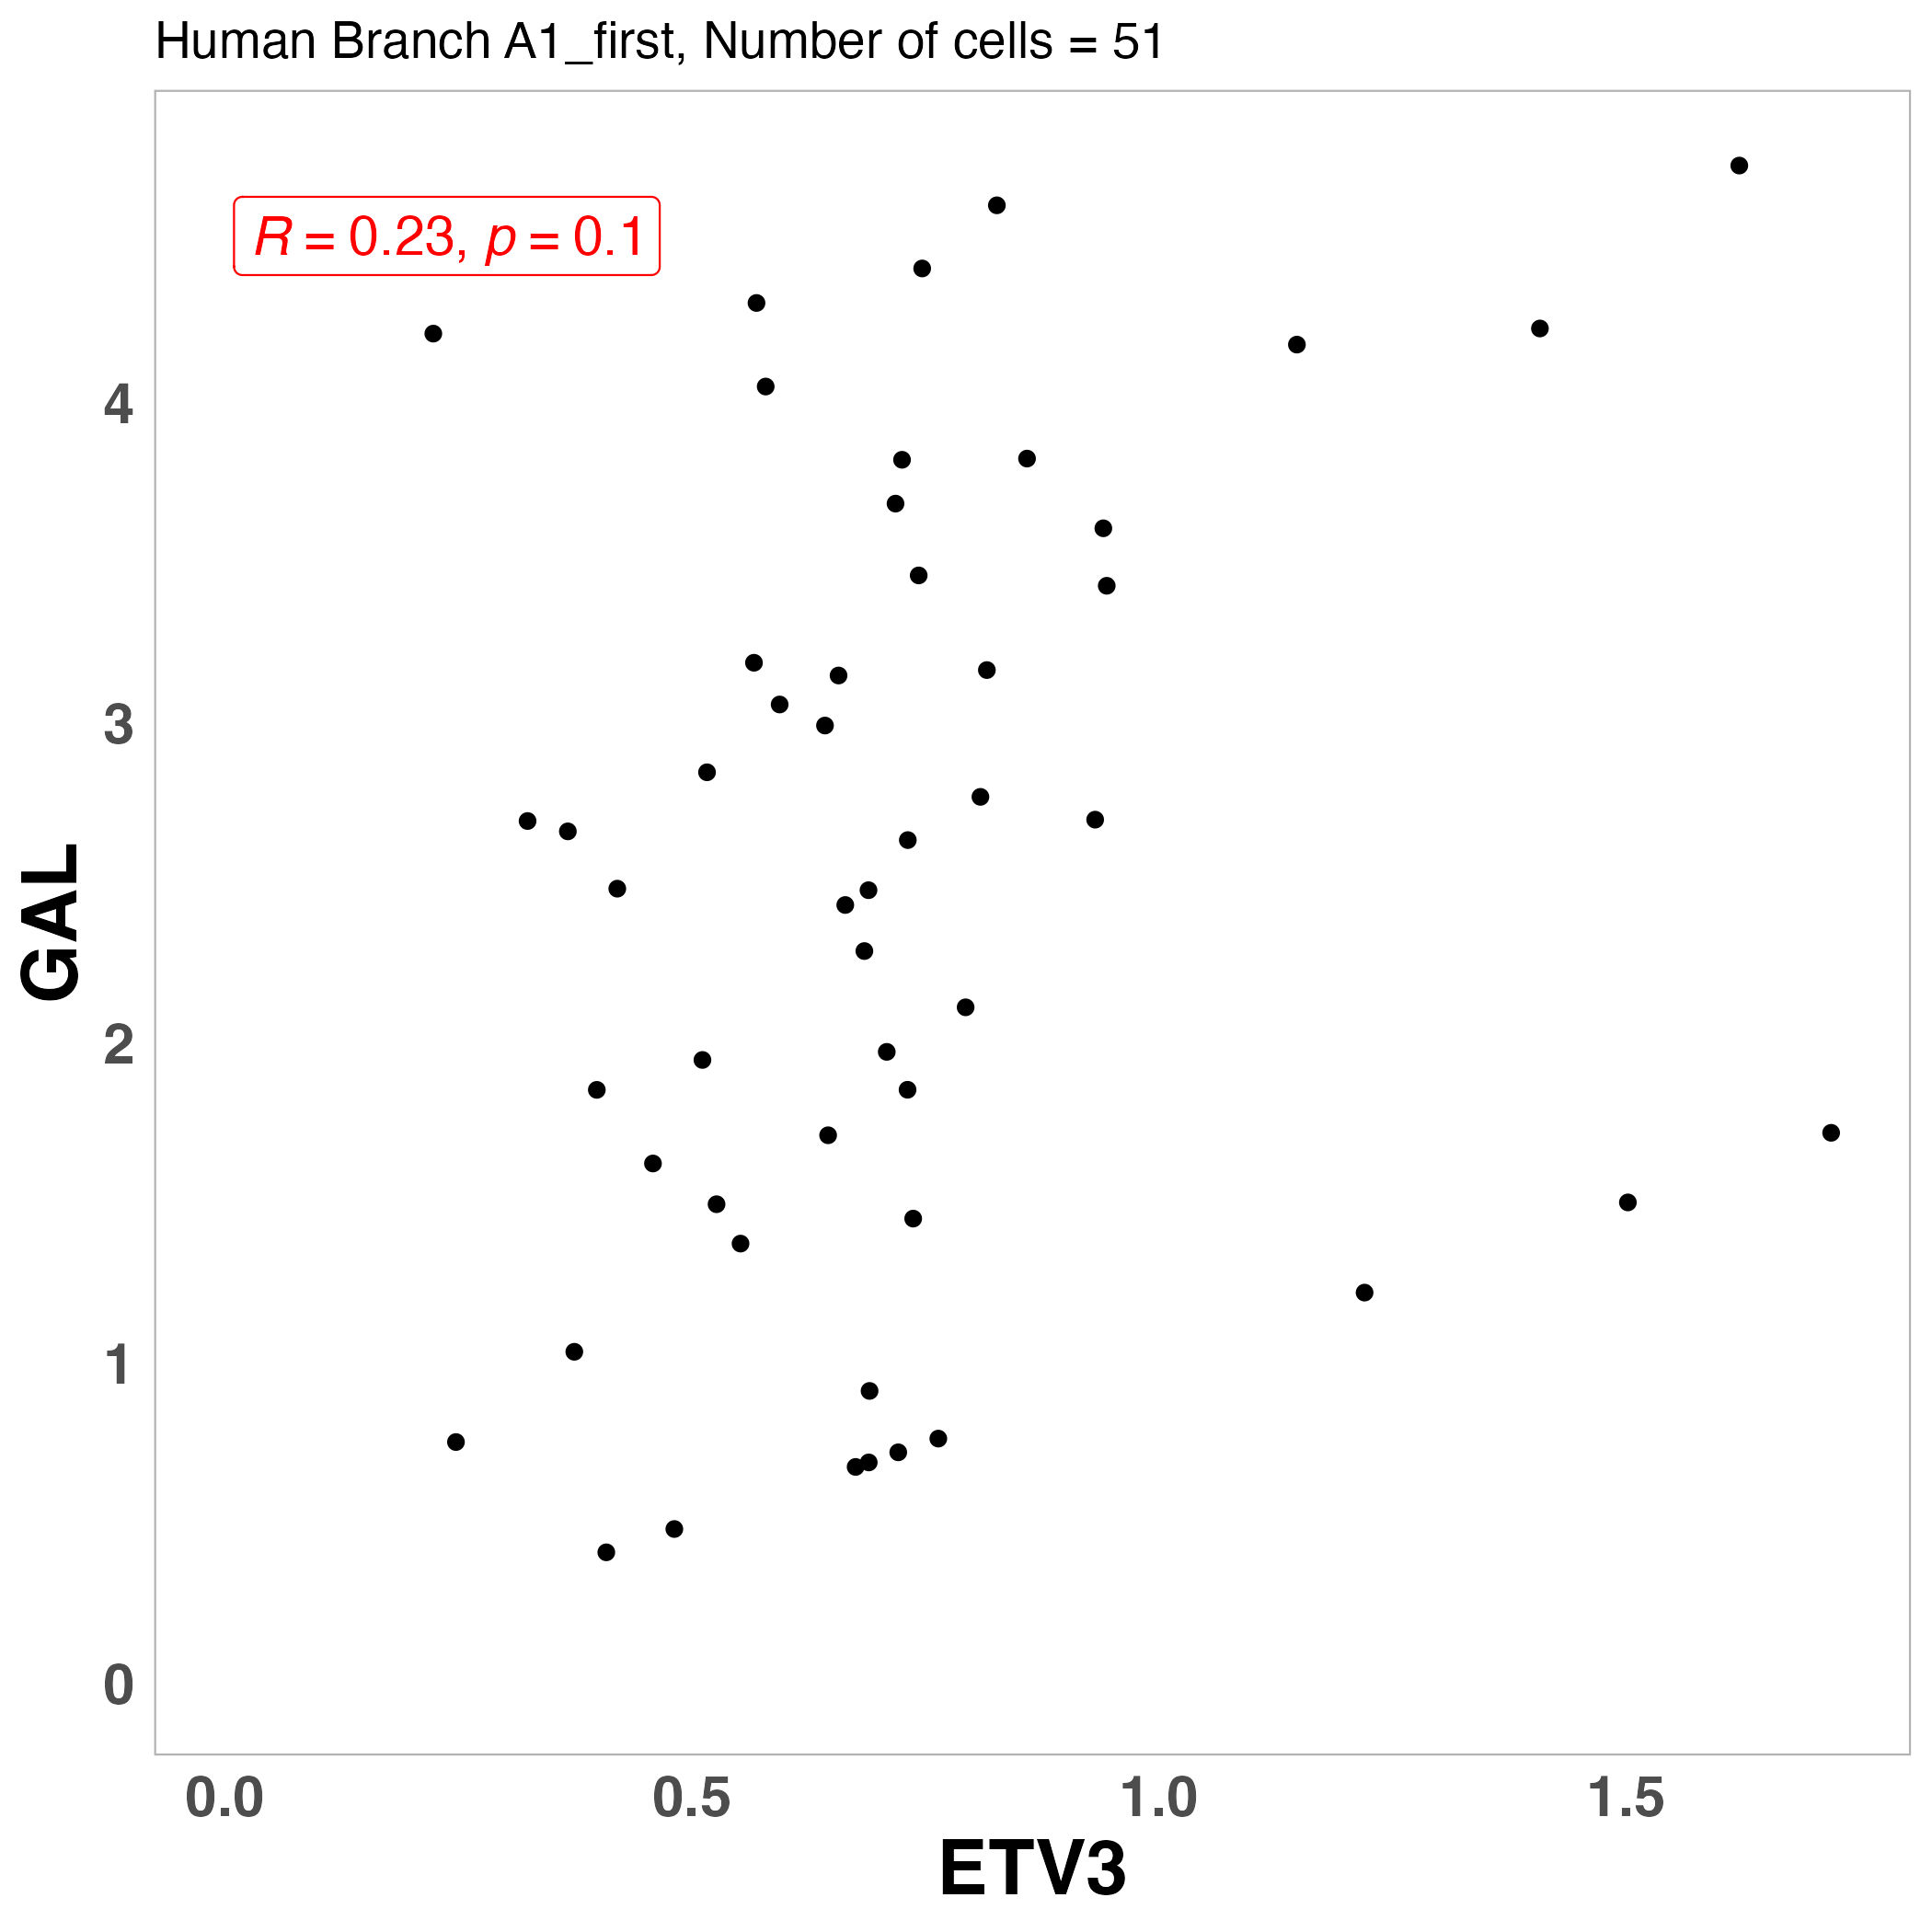 Human Branch A1_first, Number of cells = 51
R = 0.23, p = 0.1
4
3
2
1
0
GAL
0.0 0.5 1.0 1.5
ETV3